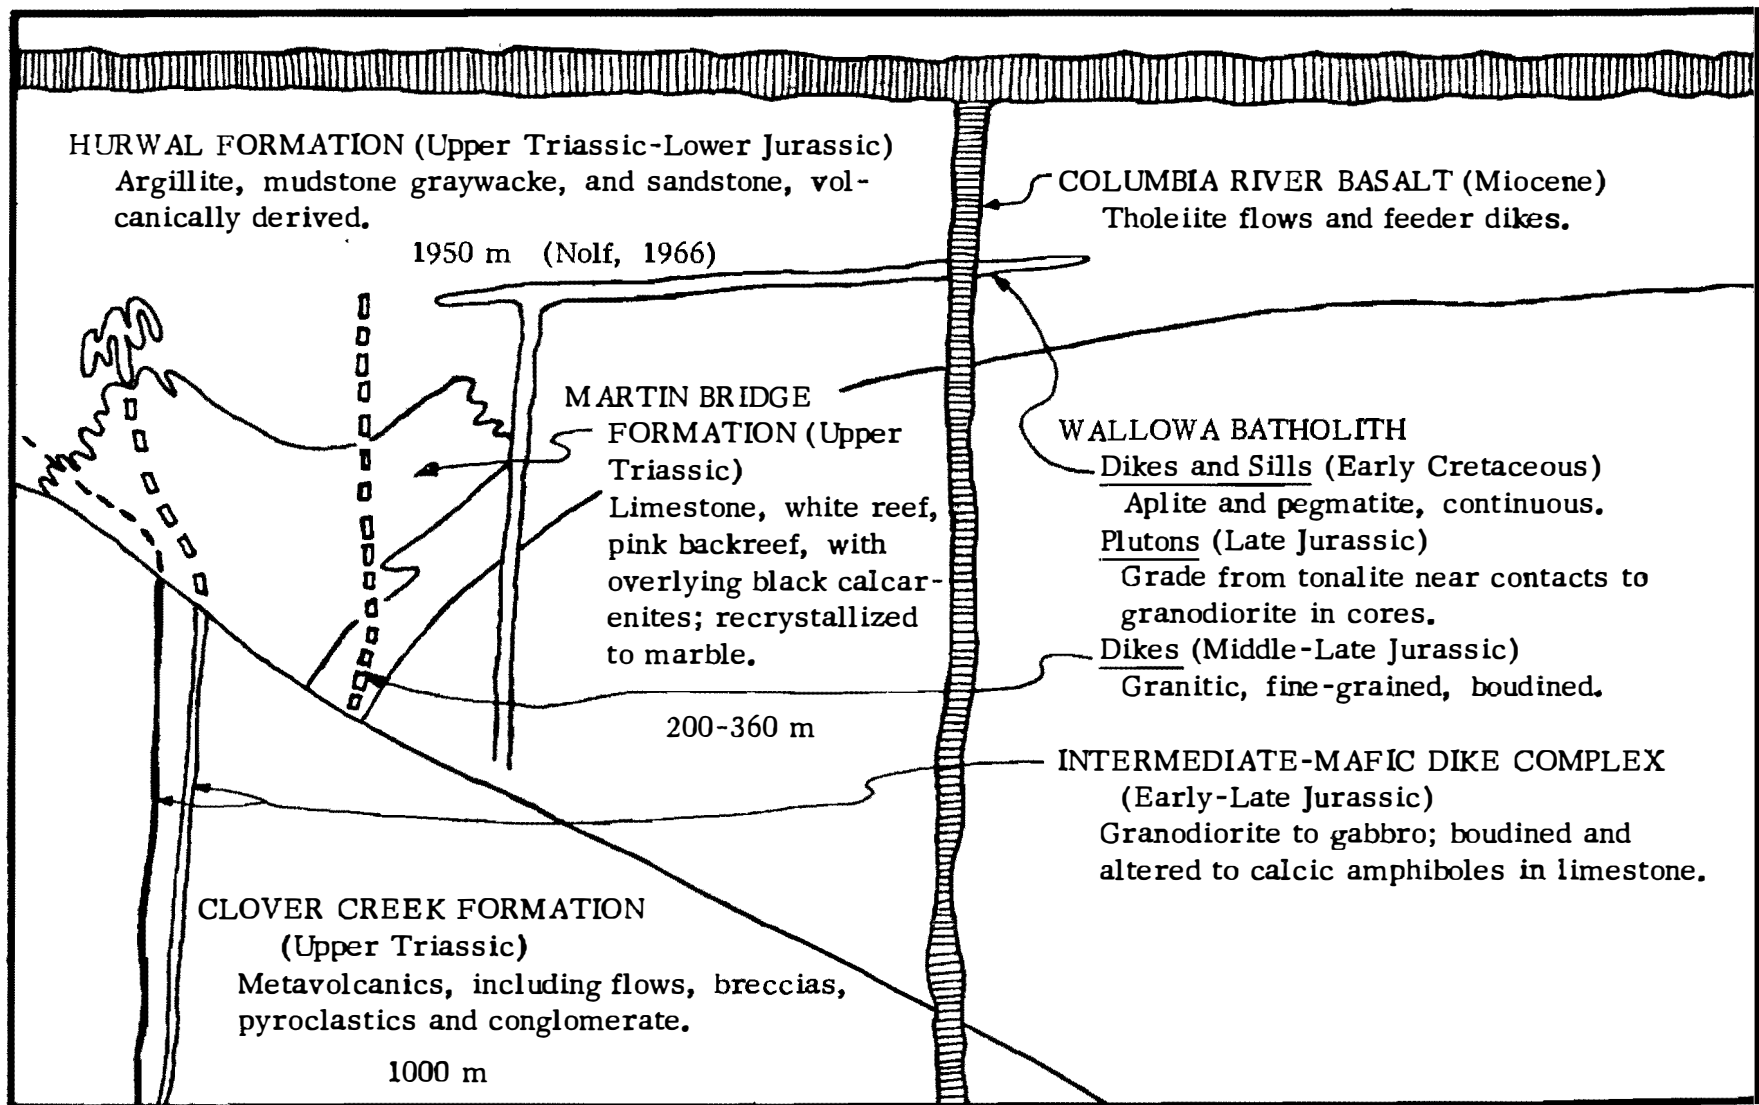 HURWAL FORMATION (Upper Triassic-Lower Jurassic)
Argillite, mudstone graywacke, and sandstone, vol-
canically derived.
1950 m (Nolf, 1966)
COLUMBIA RIVER BASALT (Miocene)
Tholeiite flows and feeder dikes.
MARTIN BRIDGE
FORMATION (Upper
Triassic)
Limestone, white reef,
pink backreef, with
overlying black calcar-
enites; recrystallized
to marble.
200-360 m
WALLOWA BATHOLITH
Dikes and Sills (Early Cretaceous)
Aplite and pegmatite, continuous.
Plutons (Late Jurassic)
Grade from tonalite near contacts to
granodiorite in cores.
Dikes (Middle-Late Jurassic)
Granitic, fine-grained, boudined.
INTERMEDIATE-MAFIC DIKE COMPLEX
(Early-Late Jurassic)
Granodiorite to gabbro; boudined and
altered to calcic amphiboles in limestone.
CLOVER CREEK FORMATION
(Upper Triassic)
Metavolcanics, including flows, breccias,
pyroclastics and conglomerate.
1000 m